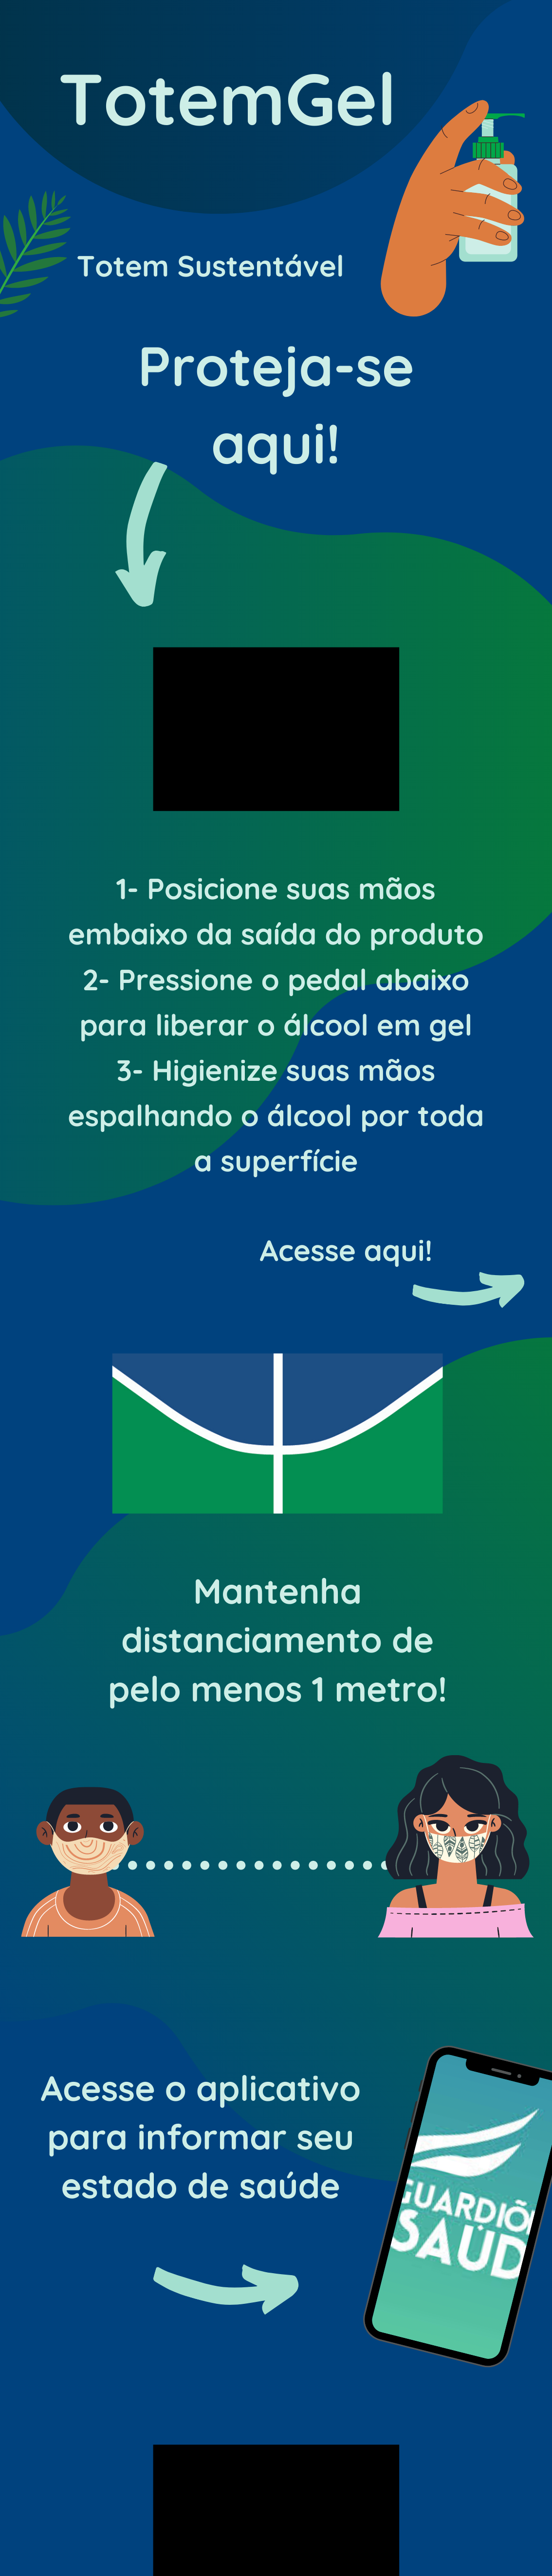 TotemGel
Totem Sustentável
Proteja-se
aqui!
1- Posicione suas mãos
embaixo da saída do produto
2- Pressione o pedal abaixo
para liberar o álcool em gel
3- Higienize suas mãos
espalhando o álcool por toda
a superfície
Acesse aqui!
Mantenha
distanciamento de
pelo menos 1 metro!
Acesse o aplicativo
para informar seu
estado de saúde
GUARDIÕ
SAÚD